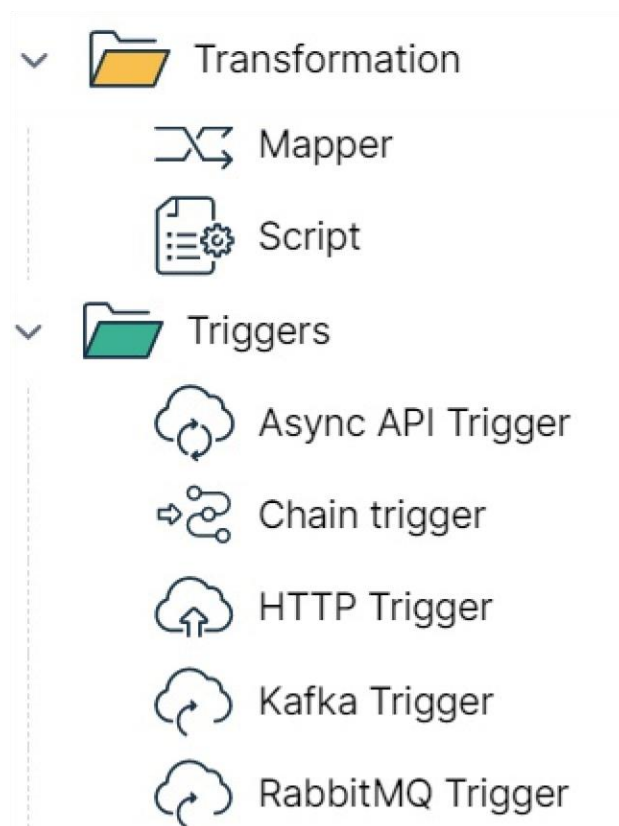 Transformation
Mapper
Script
Triggers
Async API Trigger
Chain trigger
HTTP Trigger
Kafka Trigger
RabbitMQ Trigger